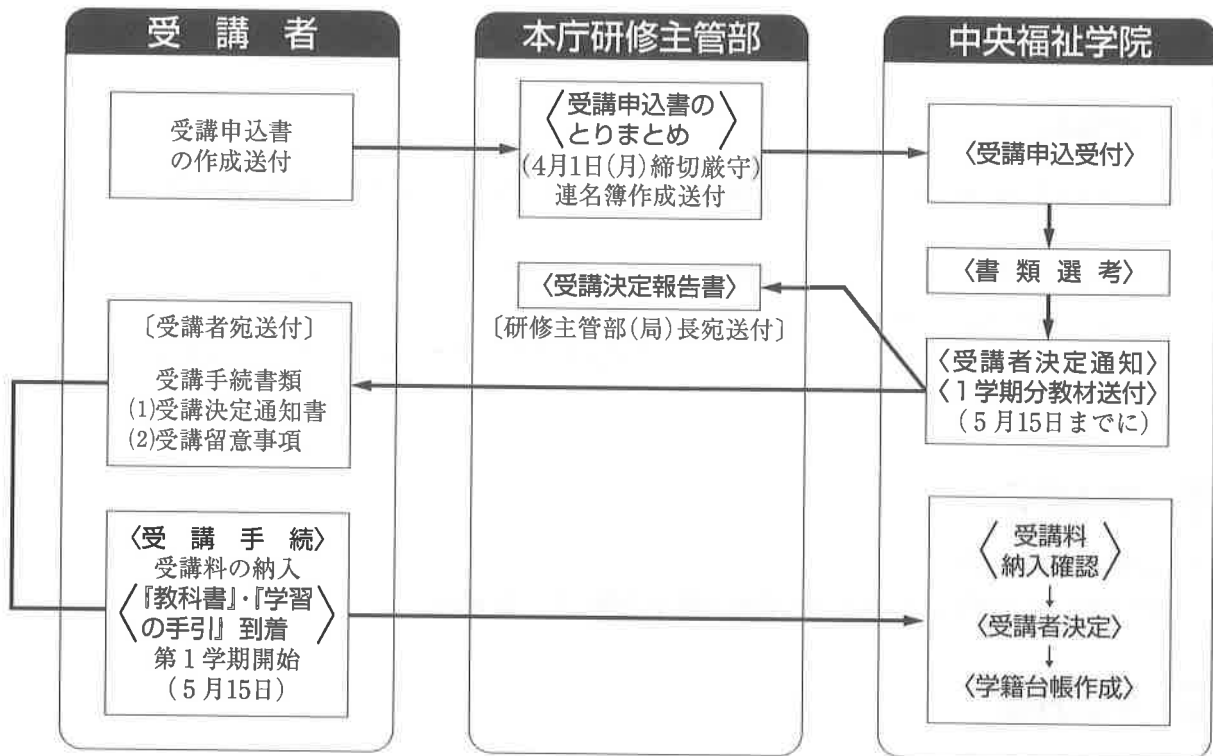 受講者
受講申込書
の作成送付
〔受講者宛送付〕
受講手続書類
(1)受講決定通知書
(2)受講留意事項
〈受講手続〉
受講料の納入
〈『教科書』・『学習
の手引』到着〉
第1学期開始
(5月15日)
本庁研修主管部
〈受講申込書の
とりまとめ〉
(4月1日(月)締切厳守)
連名簿作成送付
〈受講決定報告書〉
〔研修主管部(局)長宛送付〕
中央福祉学院
〈受講申込受付〉
〈書類選考〉
〈受講者決定通知〉
〈1学期分教材送付〉
(5月15日までに)
〈受講料
納入確認〉
〈受講者決定〉
〈学籍台帳作成〉